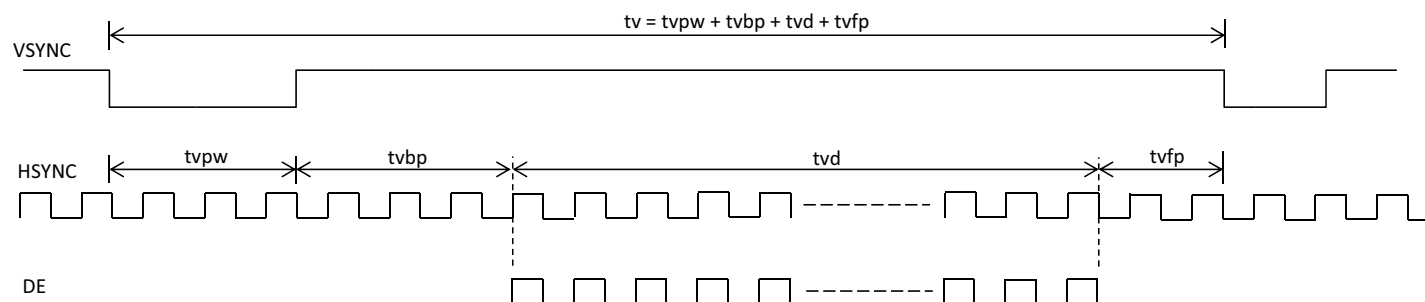 tv = tvpw + tvbp + tvd + tvfp
VSYNC
tvpw
tvbp
tvd
tvfp
HSYNC
DE